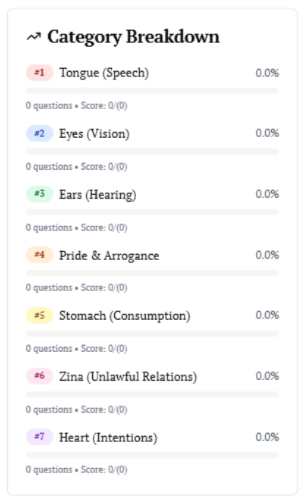 Category Breakdown
#1 Tongue (Speech) 0.0%
0 questions • Score: 0/(0)
#2 Eyes (Vision) 0.0%
0 questions • Score: 0/(0)
#3 Ears (Hearing) 0.0%
0 questions • Score: 0/(0)
#4 Pride & Arrogance 0.0%
0 questions • Score: 0/(0)
#5 Stomach (Consumption) 0.0%
0 questions • Score: 0/(0)
#6 Zina (Unlawful Relations) 0.0%
0 questions • Score: 0/(0)
#7 Heart (Intentions) 0.0%
0 questions • Score: 0/(0)